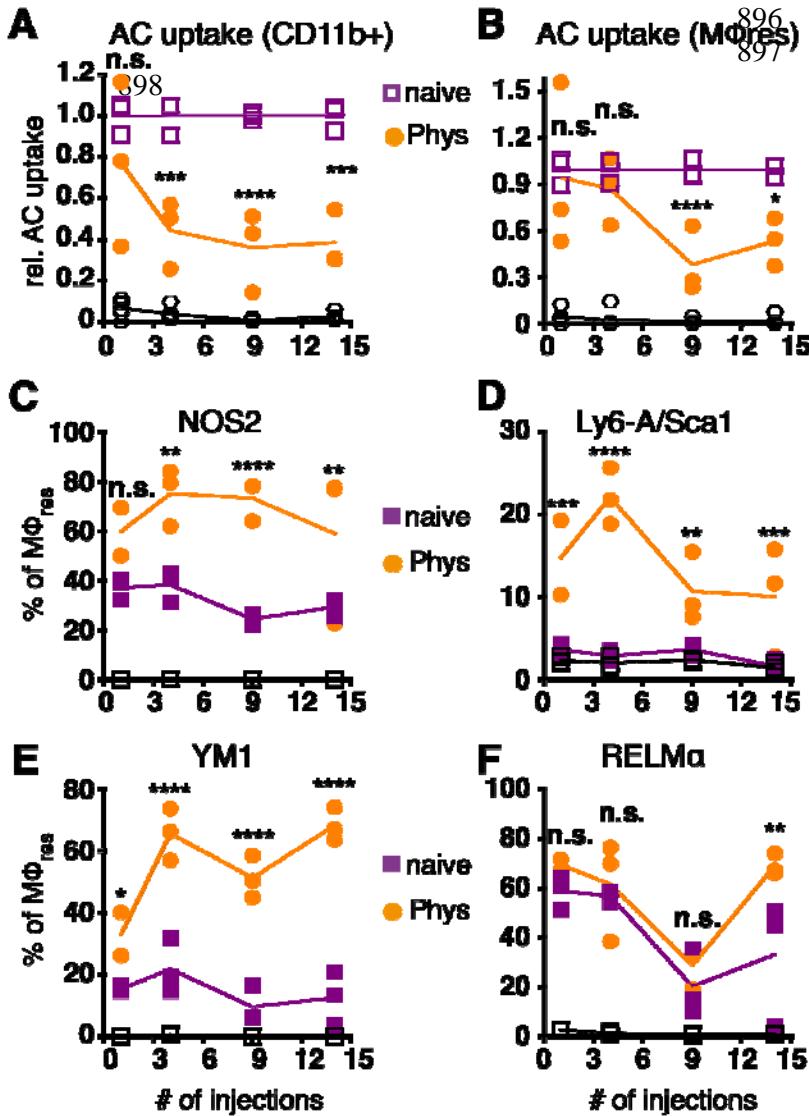 A AC uptake (CD11b+)
B AC uptake (MΦres)
896
897
898
n.s.
1.2
1.0
0.8
0.6
0.4
0.2
0
rel. AC uptake
***
****
***
0 3 6 9 12 15
naive
Phys
1.5
1.2
0.9
0.6
0.3
0
n.s.
n.s.
****
*
0 3 6 9 12 15
C NOS2
100
80
60
40
20
0
% of MΦres
n.s.
**
****
**
0 3 6 9 12 15
naive
Phys
D Ly6-A/Sca1
30
20
10
0
***
****
**
***
0 3 6 9 12 15
E YM1
80
60
40
20
0
% of MΦres
*
****
****
****
0 3 6 9 12 15
# of injections
naive
Phys
F RELMα
100
80
60
40
20
0
n.s.
n.s.
n.s.
**
0 3 6 9 12 15
# of injections